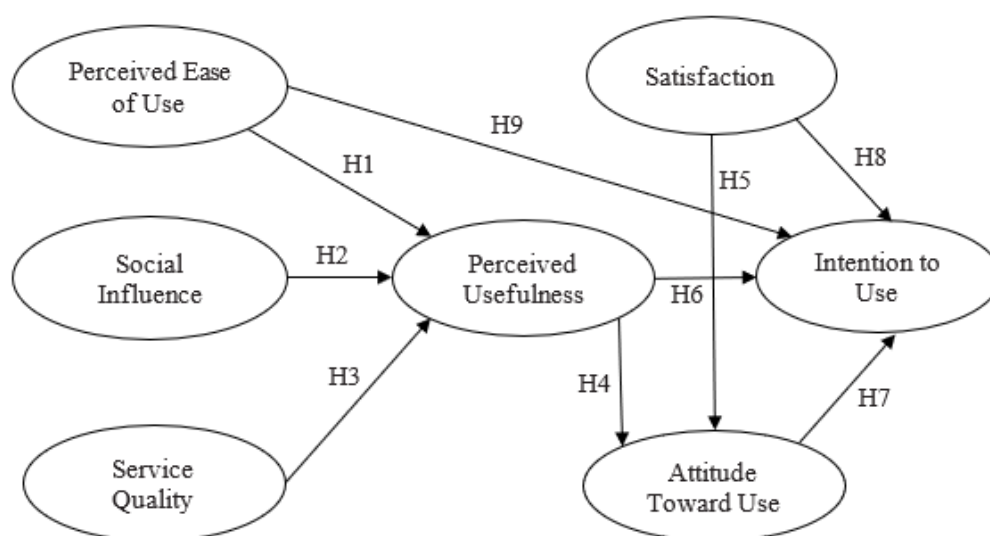 Perceived Ease
of Use
Satisfaction
H9
H8
H1
H5
Social
Influence
H2
Perceived
Usefulness
H6
Intention to
Use
H3
H4
H7
Service
Quality
Attitude
Toward Use